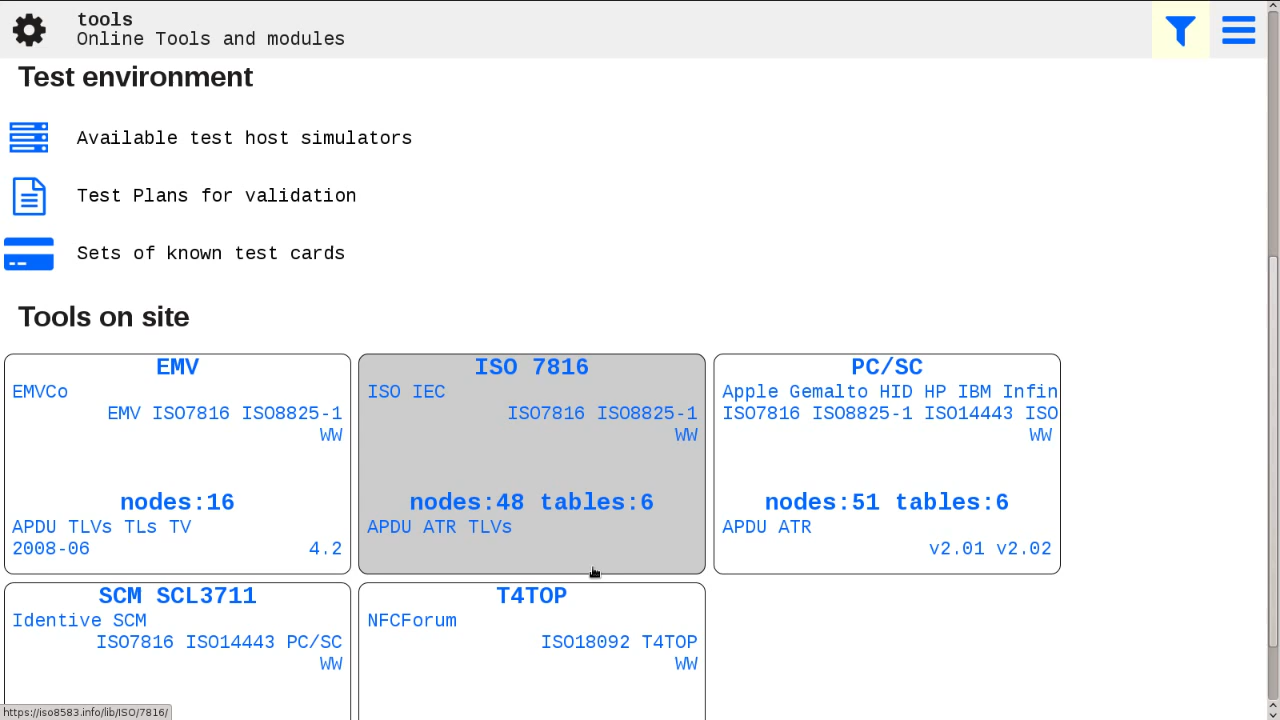 tools
Online Tools and modules
Test environment
Available test host simulators
Test Plans for validation
Sets of known test cards
Tools on site
EMV
EMVCo
EMV ISO7816 ISO8825-1
WW
nodes:16
APDU TLVs TLs TV
2008-06 4.2
ISO 7816
ISO IEC
ISO7816 ISO8825-1
WW
nodes:48 tables:6
APDU ATR TLVs
PC/SC
Apple Gemalto HID HP IBM Infin
ISO7816 ISO8825-1 ISO14443 ISO
WW
nodes:51 tables:6
APDU ATR
v2.01 v2.02
SCM SCL3711
Identive SCM
ISO7816 ISO14443 PC/SC
WW
T4TOP
NFCForum
ISO18092 T4TOP
WW
https://iso8583.info/lib/ISO/7816/